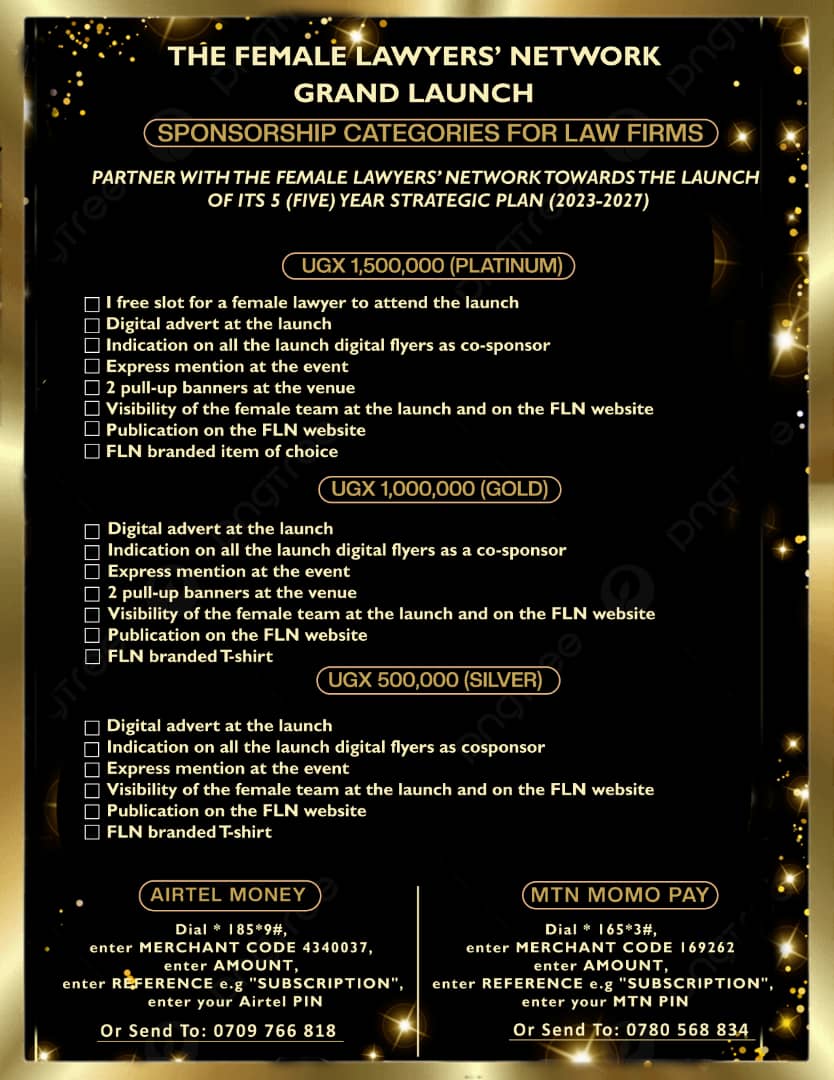 THE FEMALE LAWYERS' NETWORK
GRAND LAUNCH
SPONSORSHIP CATEGORIES FOR LAW FIRMS
PARTNER WITH THE FEMALE LAWYERS' NETWORK TOWARDS THE LAUNCH
OF ITS 5 (FIVE) YEAR STRATEGIC PLAN (2023-2027)
UGX 1,500,000 (PLATINUM)
1 free slot for a female lawyer to attend the launch
Digital advert at the launch
Indication on all the launch digital flyers as co-sponsor
Express mention at the event
2 pull-up banners at the venue
Visibility of the female team at the launch and on the FLN website
Publication on the FLN website
FLN branded item of choice
UGX 1,000,000 (GOLD)
Digital advert at the launch
Indication on all the launch digital flyers as a co-sponsor
Express mention at the event
2 pull-up banners at the venue
Visibility of the female team at the launch and on the FLN website
Publication on the FLN website
FLN branded T-shirt
UGX 500,000 (SILVER)
Digital advert at the launch
Indication on all the launch digital flyers as cosponsor
Express mention at the event
Visibility of the female team at the launch and on the FLN website
Publication on the FLN website
FLN branded T-shirt
AIRTEL MONEY
Dial * 185*9#,
enter MERCHANT CODE 4340037,
enter AMOUNT,
enter REFERENCE e.g "SUBSCRIPTION",
enter your Airtel PIN
Or Send To: 0709 766 818
MTN MOMO PAY
Dial * 165*3#,
enter MERCHANT CODE 169262
enter AMOUNT,
enter REFERENCE e.g "SUBSCRIPTION",
enter your MTN PIN
Or Send To: 0780 568 834
pngtree